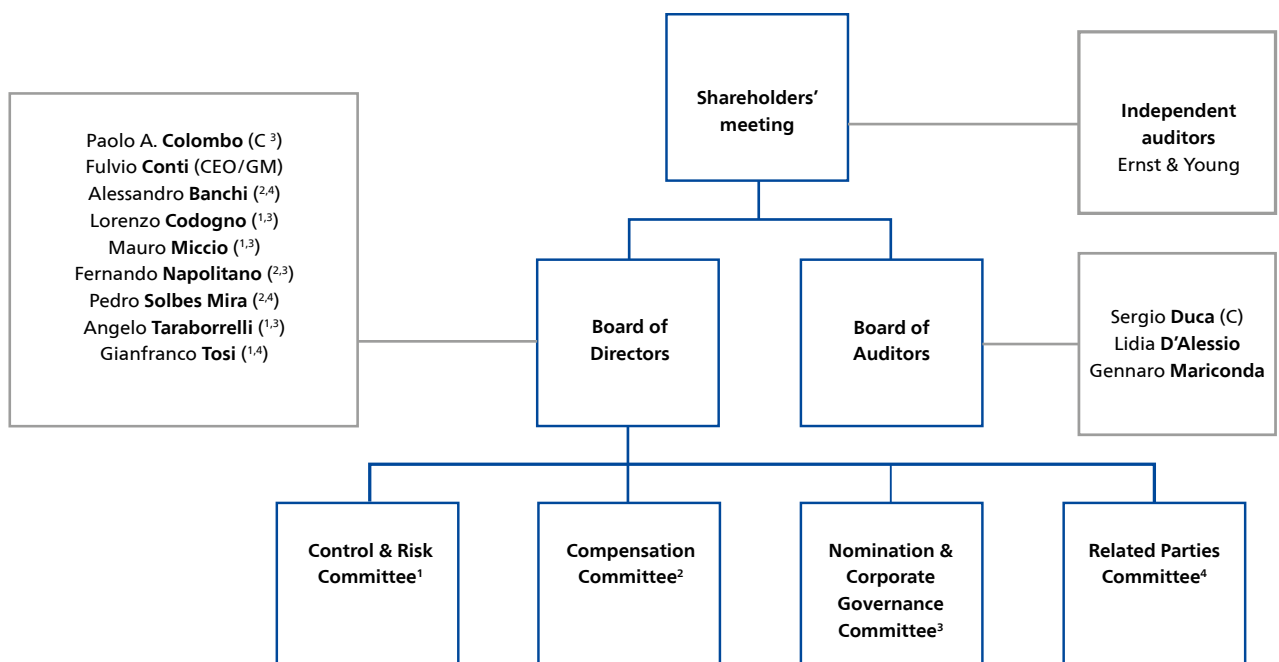 Shareholders'
meeting
Independent
auditors
Ernst & Young
Paolo A. Colombo (C ³)
Fulvio Conti (CEO/GM)
Alessandro Banchi (²,⁴)
Lorenzo Codogno (¹,³)
Mauro Miccio (¹,³)
Fernando Napolitano (²,³)
Pedro Solbes Mira (²,⁴)
Angelo Taraborrelli (¹,³)
Gianfranco Tosi (¹,⁴)
Board of
Directors
Board of
Auditors
Sergio Duca (C)
Lidia D'Alessio
Gennaro Mariconda
Control & Risk
Committee¹
Compensation
Committee²
Nomination &
Corporate
Governance
Committee³
Related Parties
Committee⁴